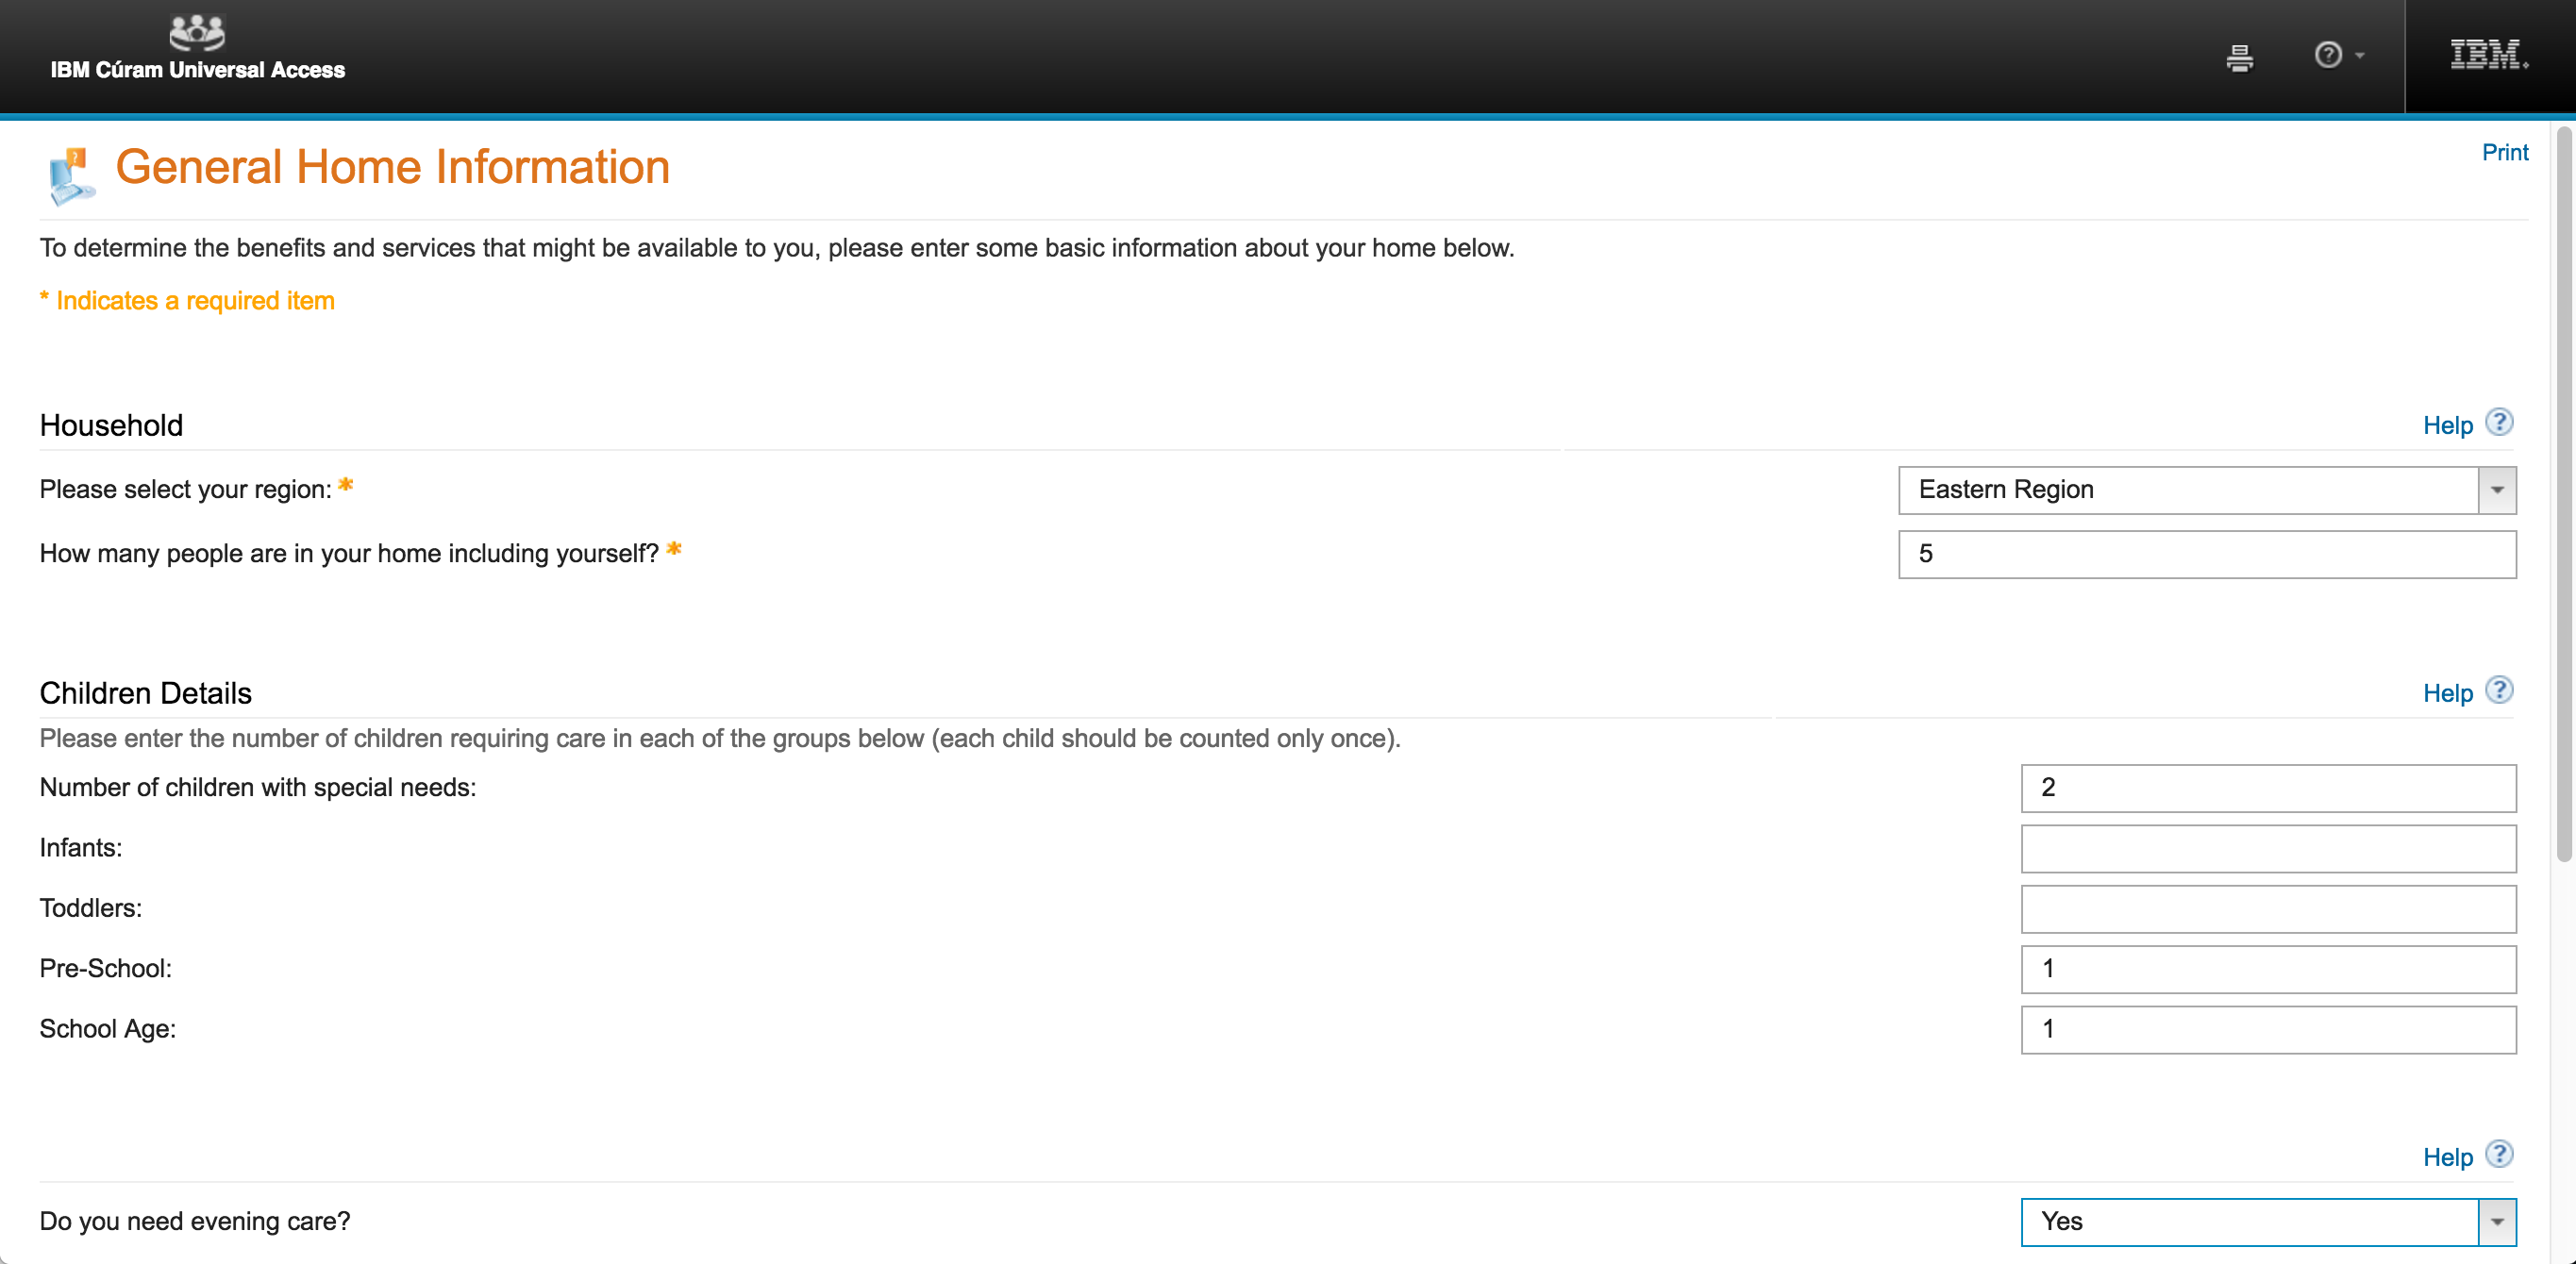 IBM Cúram Universal Access
IBM
General Home Information
Print
To determine the benefits and services that might be available to you, please enter some basic information about your home below.
* Indicates a required item
Household
Help ?
Please select your region: *
Eastern Region
How many people are in your home including yourself? *
5
Children Details
Help ?
Please enter the number of children requiring care in each of the groups below (each child should be counted only once).
Number of children with special needs:
2
Infants:
Toddlers:
Pre-School:
1
School Age:
1
Help ?
Do you need evening care?
Yes